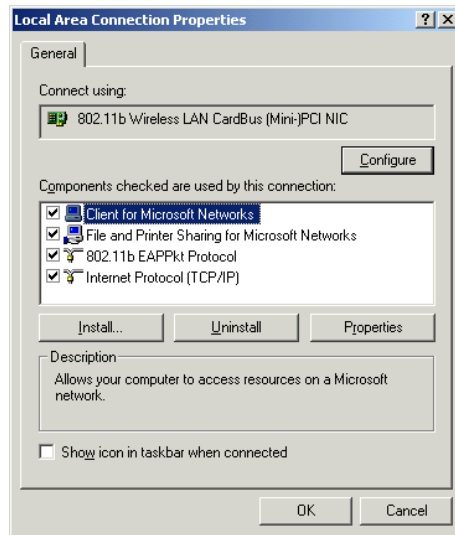 Local Area Connection Properties
General
Connect using:
802.11b Wireless LAN CardBus (Mini-)PCI NIC
Configure
Components checked are used by this connection:
Client for Microsoft Networks
File and Printer Sharing for Microsoft Networks
802.11b EAPPkt Protocol
Internet Protocol (TCP/IP)
Install... Uninstall Properties
Description
Allows your computer to access resources on a Microsoft
network.
Show icon in taskbar when connected
OK Cancel